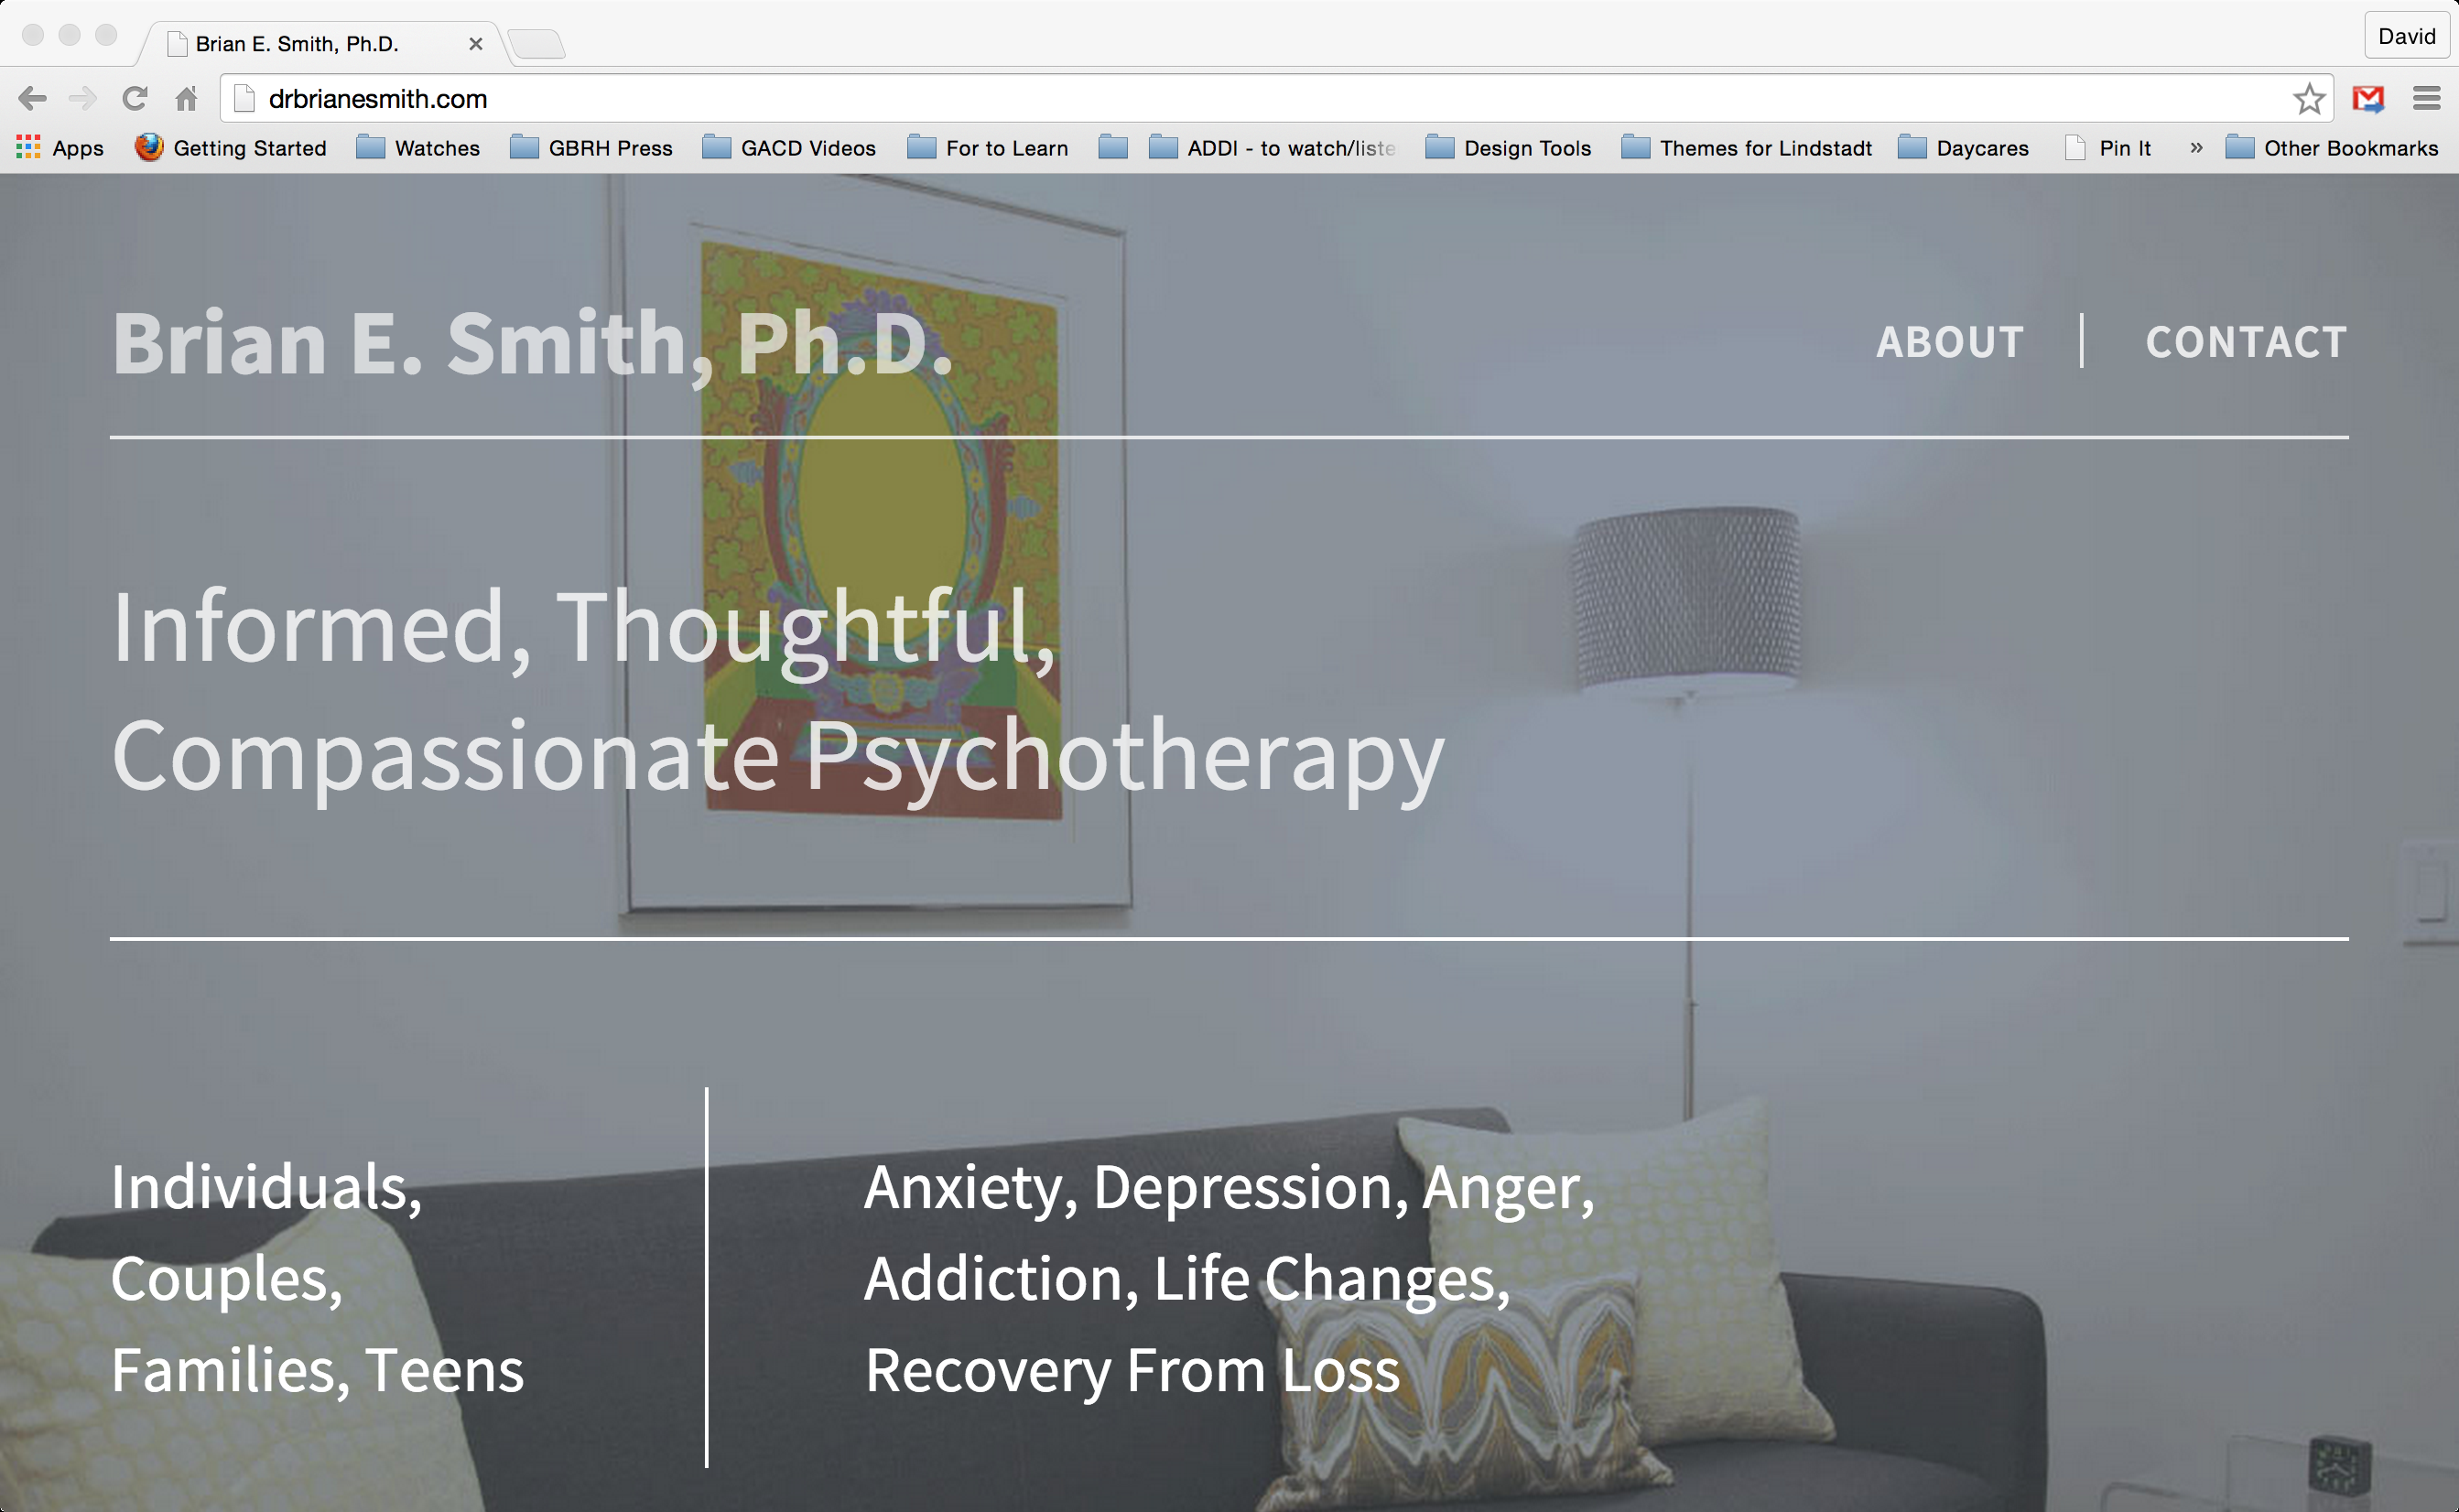 Brian E. Smith, Ph.D.
David
drbrianesmith.com
Apps Getting Started Watches GBRH Press GACD Videos For to Learn ADDI - to watch/liste Design Tools Themes for Lindstadt Daycares Pin It » Other Bookmarks
Brian E. Smith, Ph.D. ABOUT CONTACT
Informed, Thoughtful,
Compassionate Psychotherapy
Individuals,
Couples,
Families, Teens
Anxiety, Depression, Anger,
Addiction, Life Changes,
Recovery From Loss